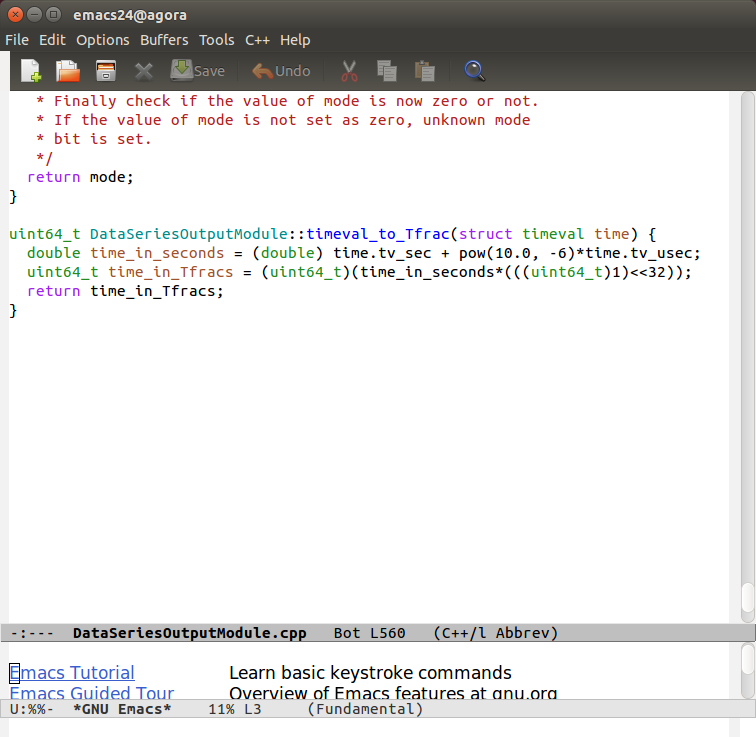 emacs24@agora
File Edit Options Buffers Tools C++ Help
Save Undo
* Finally check if the value of mode is now zero or not.
* If the value of mode is not set as zero, unknown mode
* bit is set.
*/
return mode;
}
uint64_t DataSeriesOutputModule::timeval_to_Tfrac(struct timeval time) {
double time_in_seconds = (double) time.tv_sec + pow(10.0, -6)*time.tv_usec;
uint64_t time_in_Tfracs = (uint64_t)(time_in_seconds*(((uint64_t)1)<<32));
return time_in_Tfracs;
}
-:--- DataSeriesOutputModule.cpp Bot L560 (C++/l Abbrev)
Emacs Tutorial Learn basic keystroke commands
Emacs Guided Tour Overview of Emacs features at gnu.org
U:%%- *GNU Emacs* 11% L3 (Fundamental)